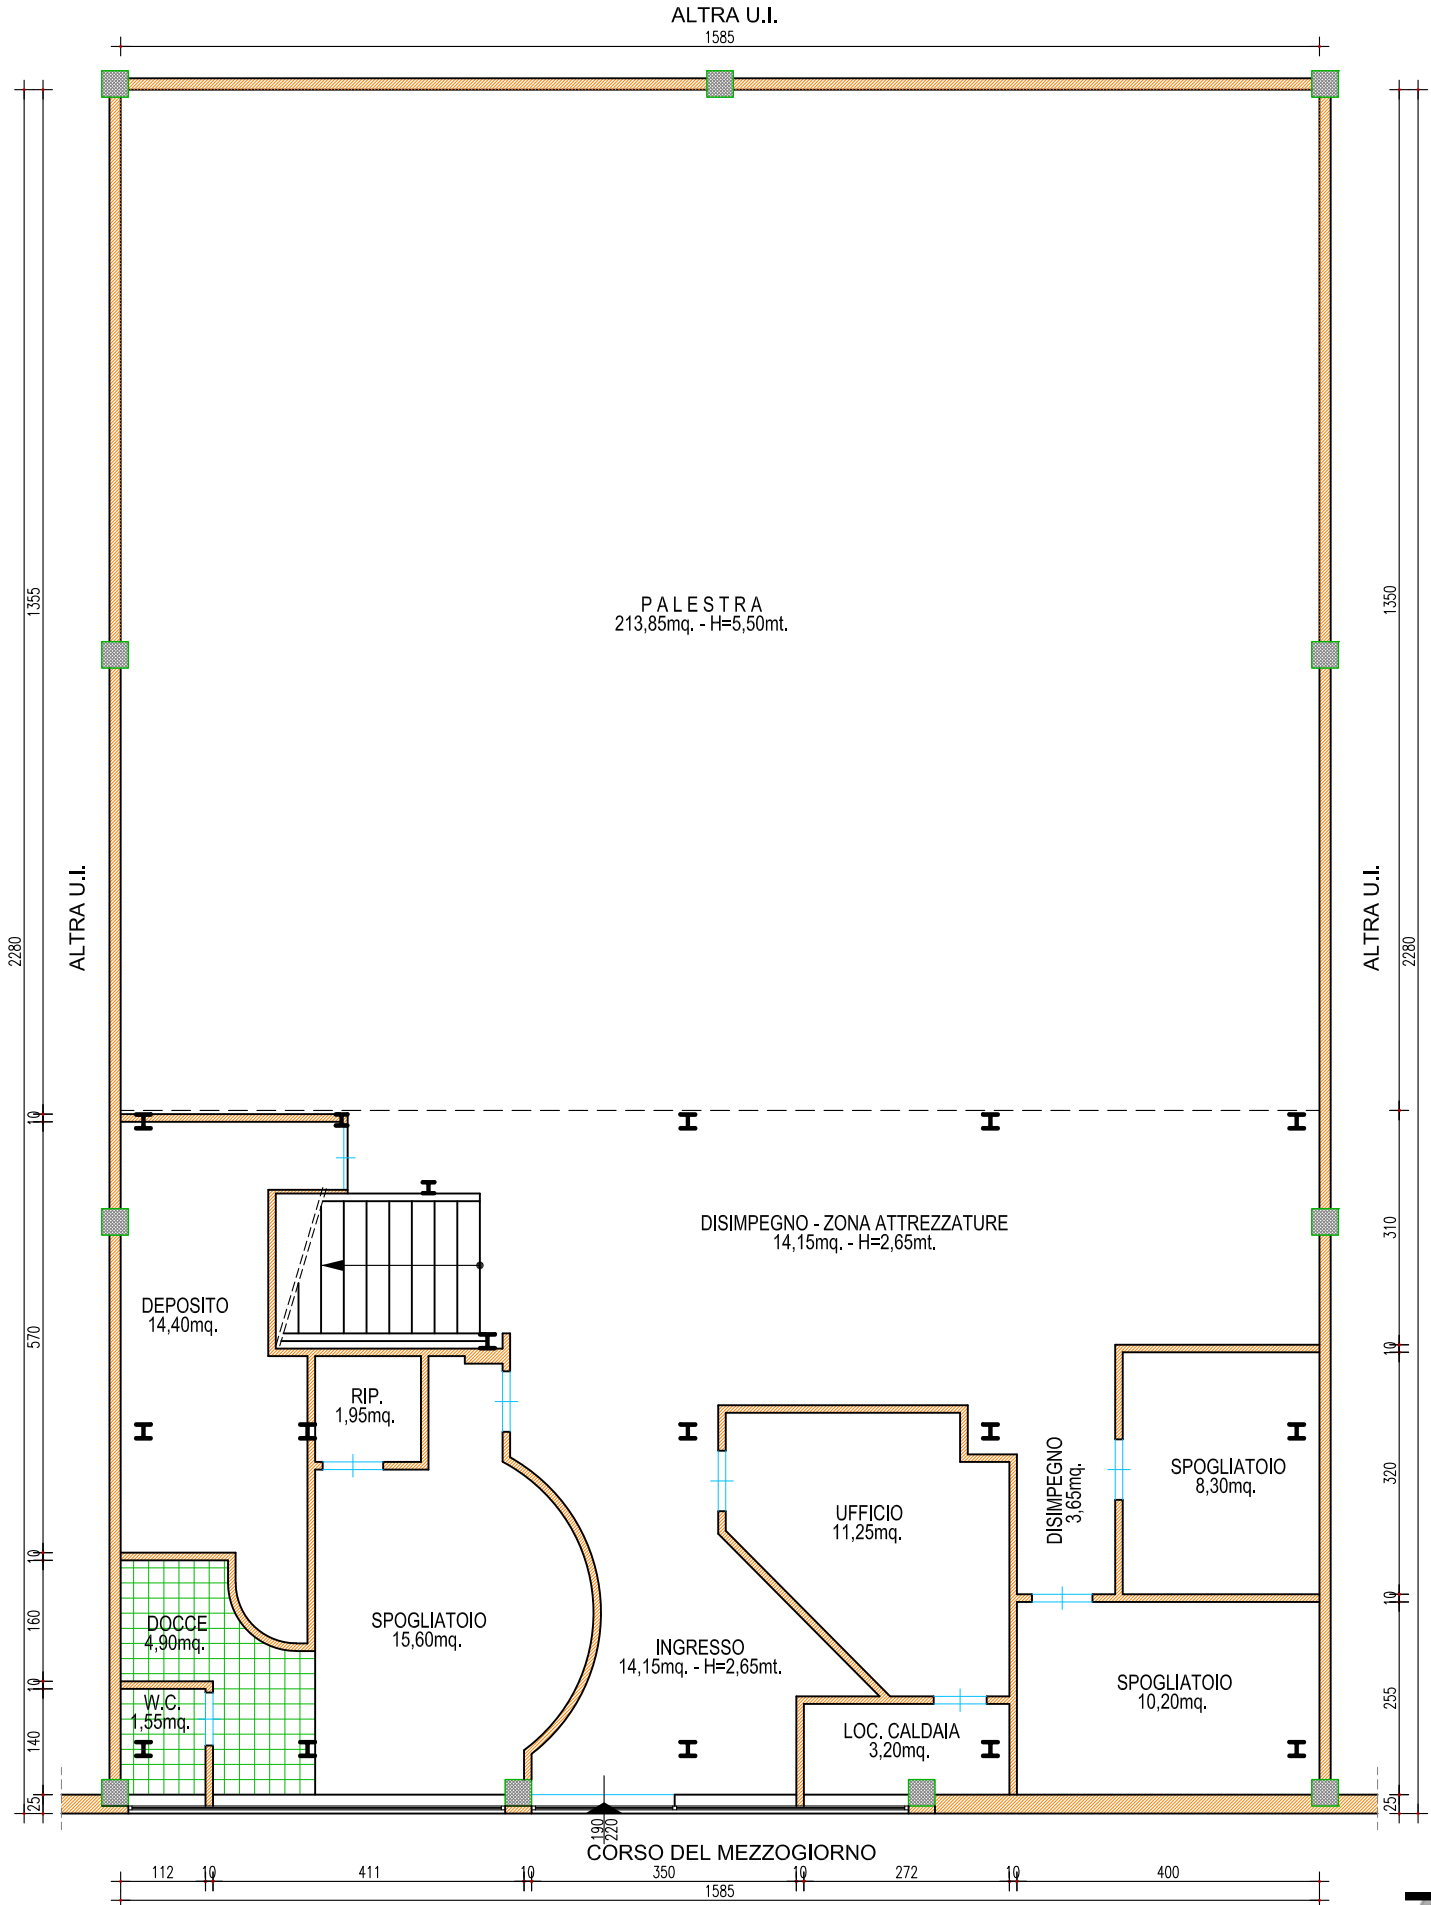 ALTRA U.I.
1585
1355
1350
PALESTRA
213,85mq. - H=5,50mt.
ALTRA U.I.
ALTRA U.I.
2280
2280
10
DISIMPEGNO - ZONA ATTREZZATURE
14,15mq. - H=2,65mt.
310
DEPOSITO
14,40mq.
570
10
RIP.
1,95mq.
DISIMPEGNO
3,65mq.
SPOGLIATOIO
8,30mq.
320
UFFICIO
11,25mq.
10
10
DOCCE
4,90mq.
160
SPOGLIATOIO
15,60mq.
INGRESSO
14,15mq. - H=2,65mt.
SPOGLIATOIO
10,20mq.
255
10
W.C.
1,55mq.
140
LOC. CALDAIA
3,20mq.
25
25
190
220
CORSO DEL MEZZOGIORNO
112
10
411
10
350
10
272
10
400
1585